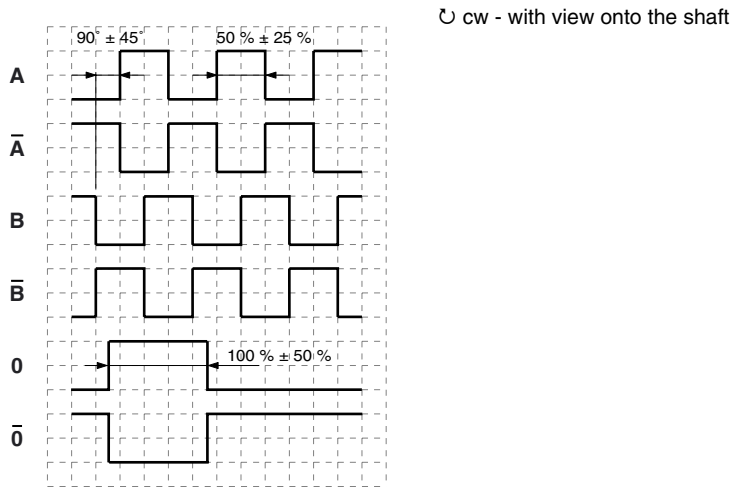 ↻ cw - with view onto the shaft
90° ± 45° 50 % ± 25 %
A
A̅
B
B̅
0 100 % ± 50 %
0̅